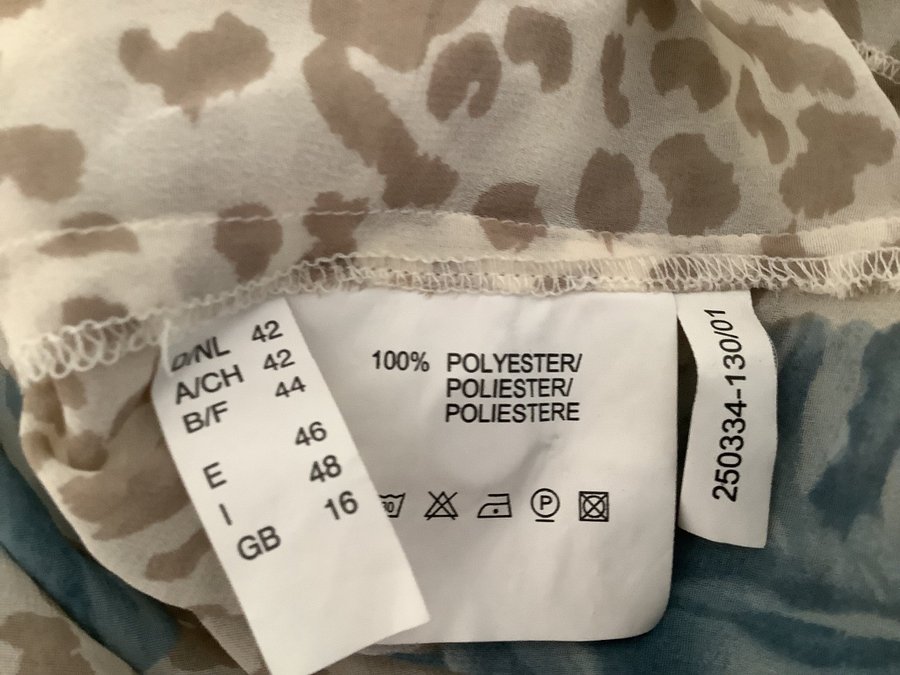 D/NL 42
A/CH 42
B/F 44
E 46
I 48
GB 16
100% POLYESTER/
POLIESTER/
POLIESTERE
P
250334-130/01